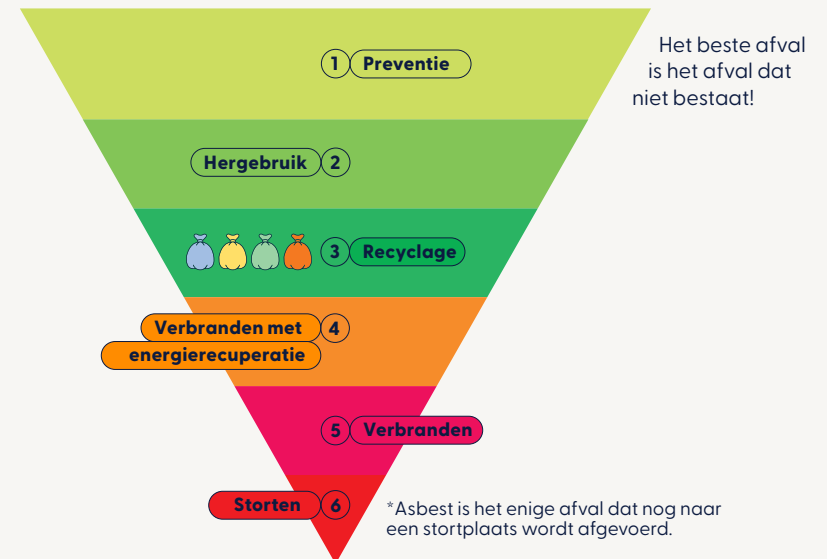 1 Preventie
Het beste afval
is het afval dat
niet bestaat!
Hergebruik 2
3 Recyclage
Verbranden met 4
energierecuperatie
5 Verbranden
Storten 6
*Asbest is het enige afval dat nog naar
een stortplaats wordt afgevoerd.